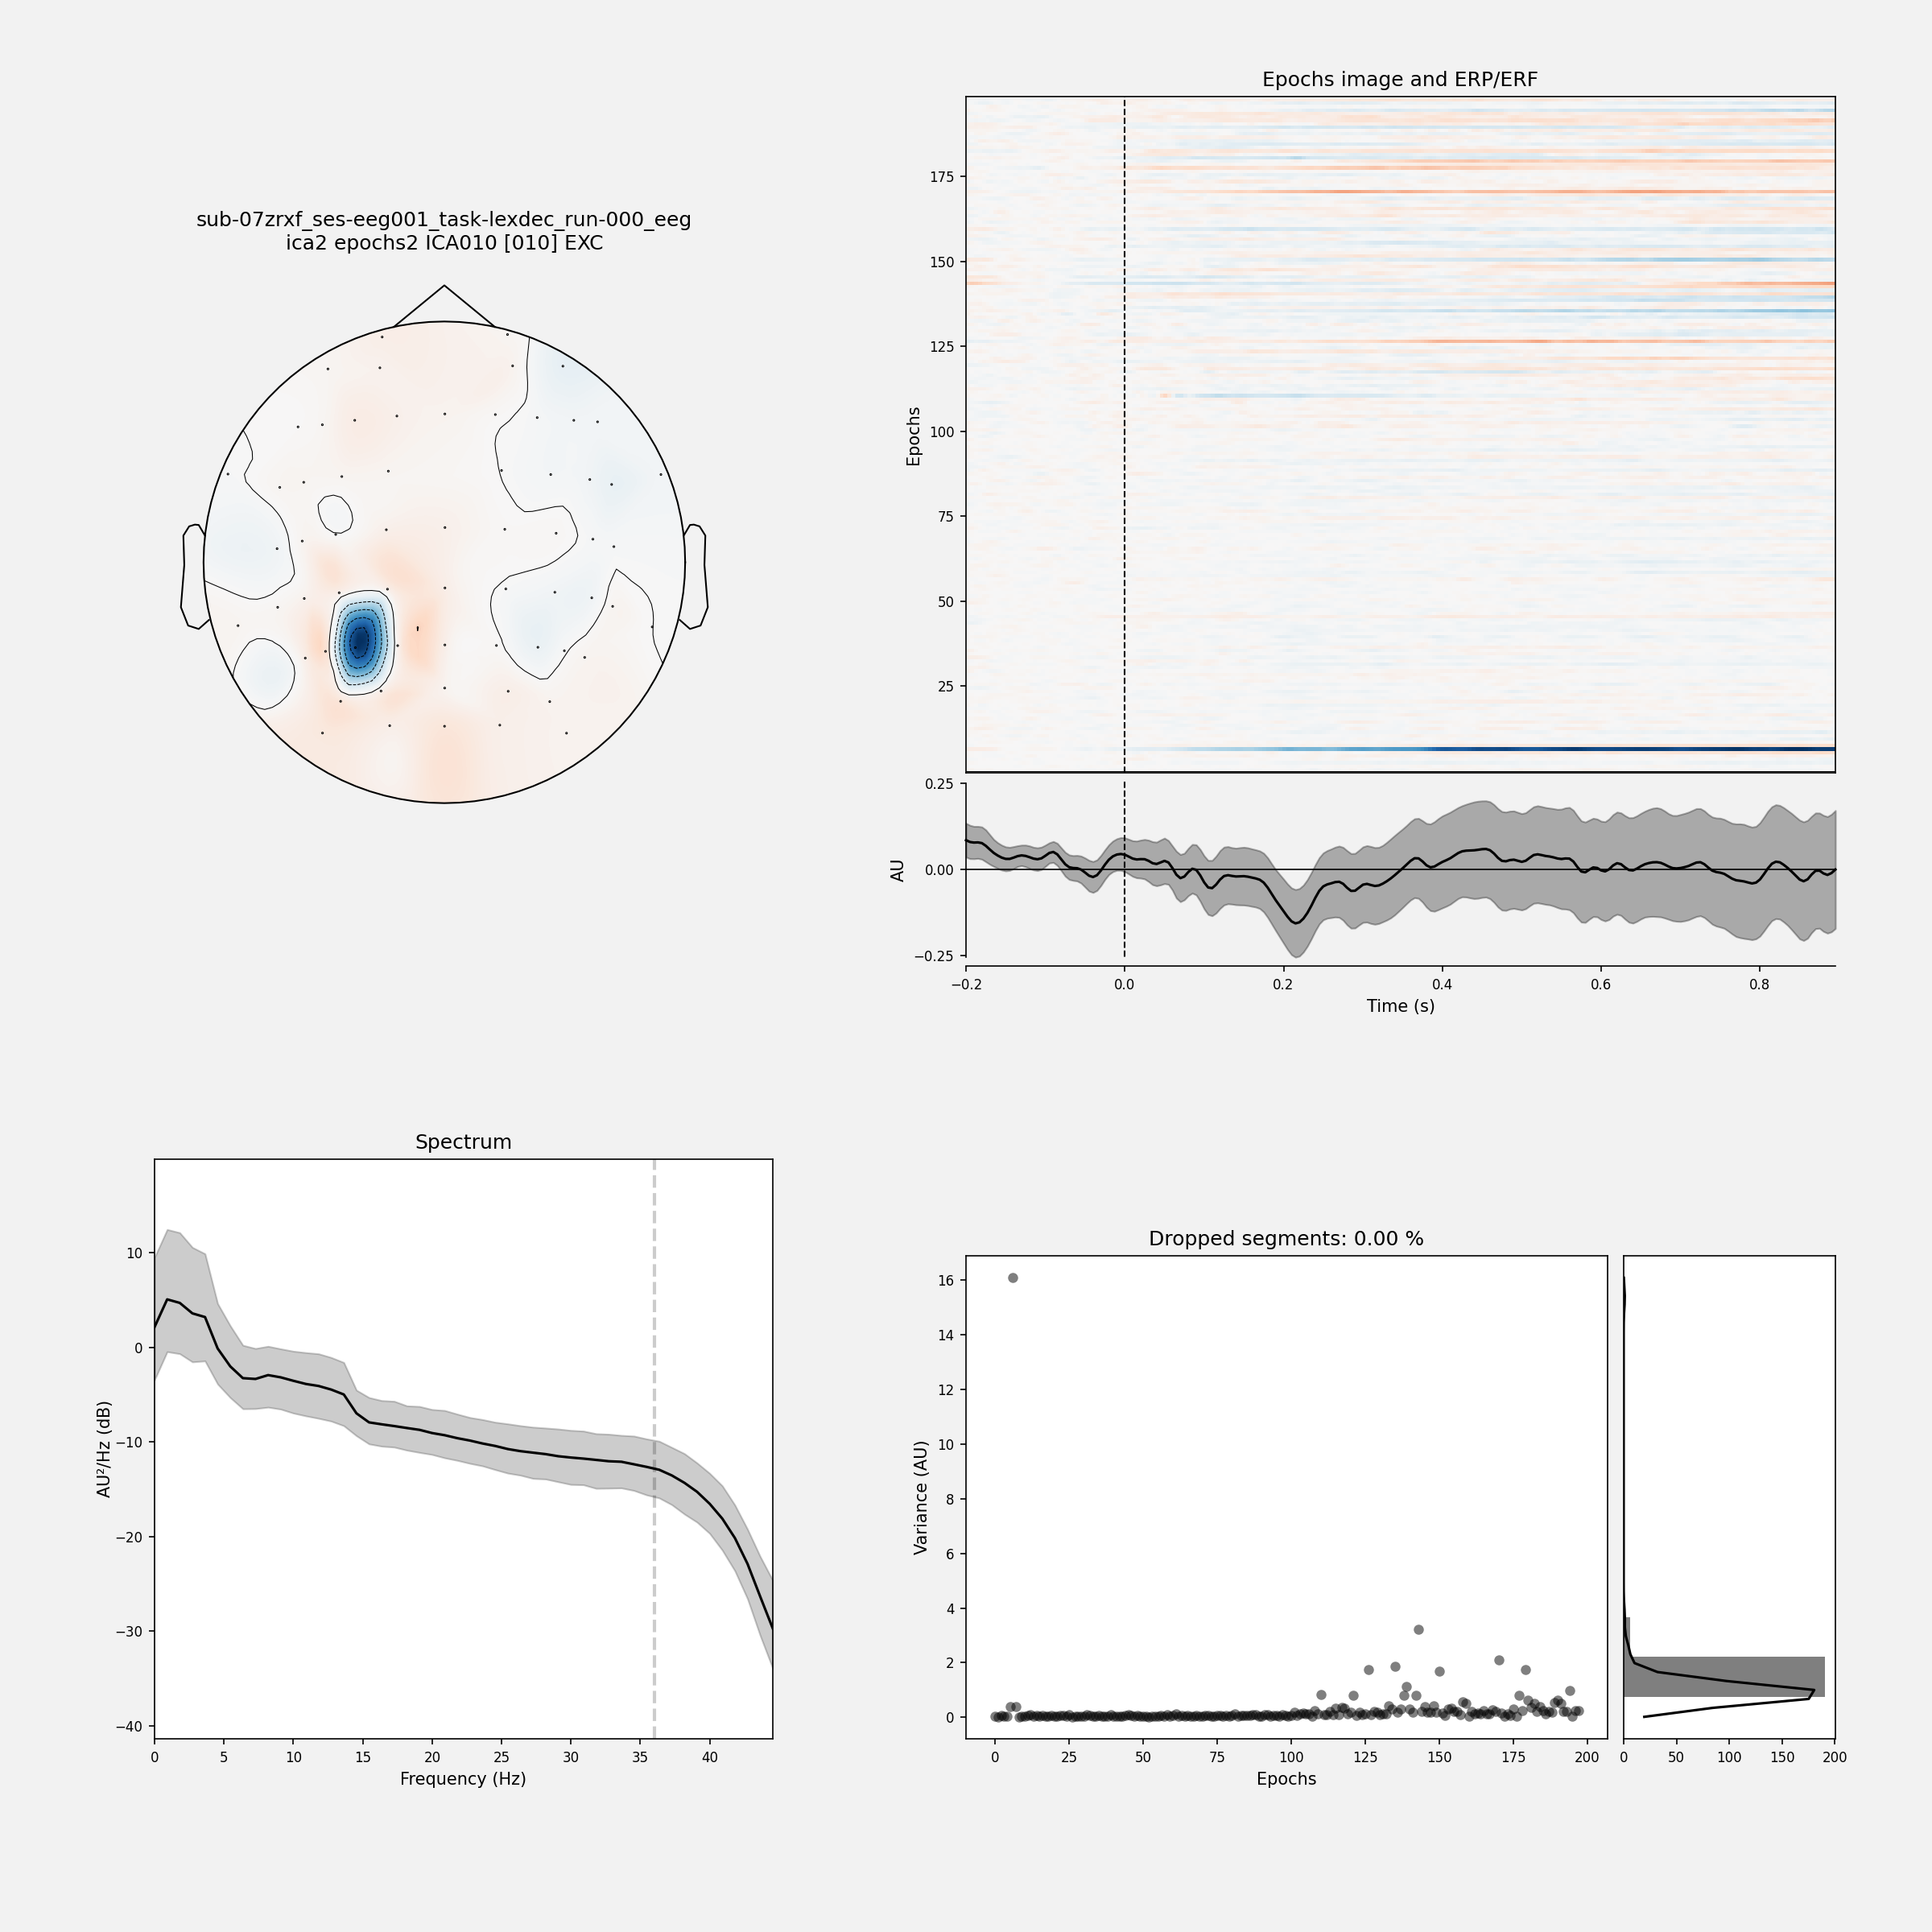 sub-07zrxf_ses-eeg001_task-lexdec_run-000_eeg
ica2 epochs2 ICA010 [010] EXC
Epochs image and ERP/ERF
Epochs
175
150
125
100
75
50
25
AU
0.25
0.00
−0.25
−0.2 0.0 0.2 0.4 0.6 0.8
Time (s)
Spectrum
AU²/Hz (dB)
10
0
−10
−20
−30
−40
0 5 10 15 20 25 30 35 40
Frequency (Hz)
Dropped segments: 0.00 %
Variance (AU)
16
14
12
10
8
6
4
2
0
0 25 50 75 100 125 150 175 200
Epochs
0 50 100 150 200